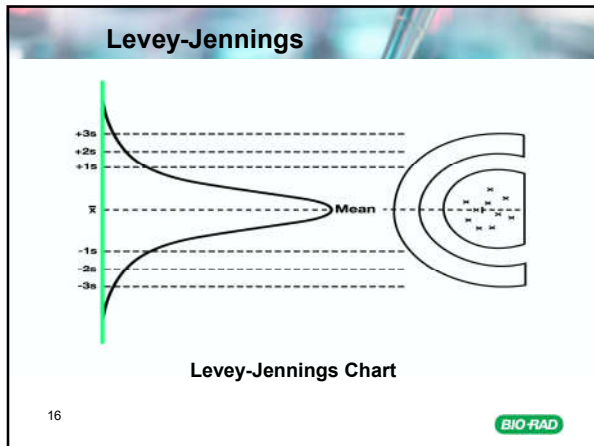 Levey-Jennings
+3s
+2s
+1s
x̄ Mean
-1s
-2s
-3s
Levey-Jennings Chart
16
BIO-RAD